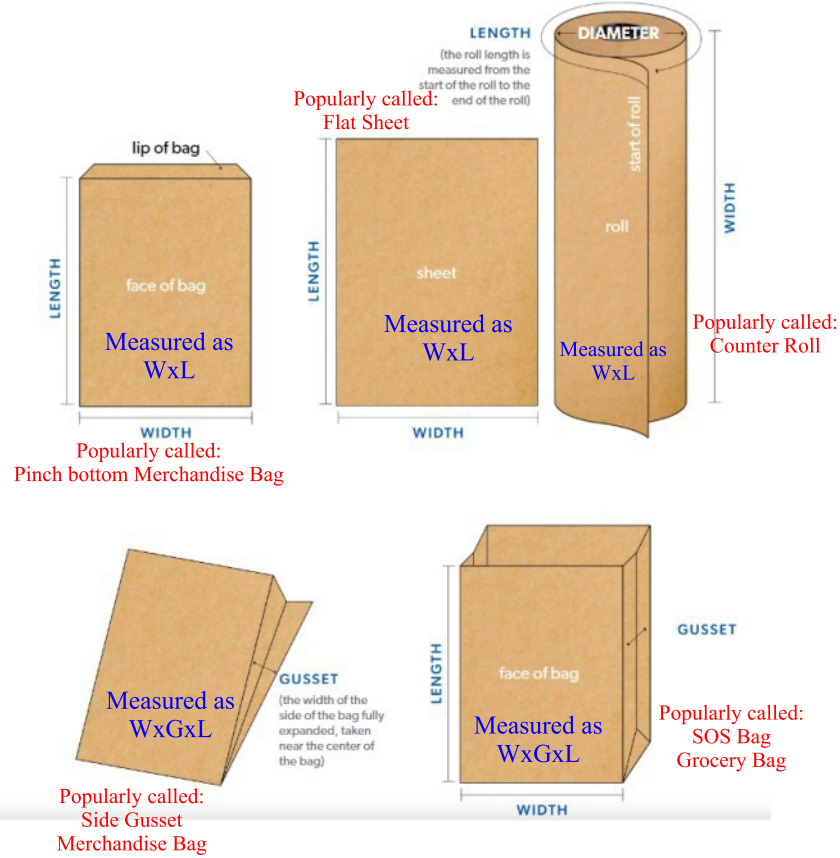 LENGTH
(the roll length is
measured from the
start of the roll to the
end of the roll)
DIAMETER
Popularly called:
Flat Sheet
lip of bag
start of roll
LENGTH
face of bag
Measured as
WxL
WIDTH
Popularly called:
Pinch bottom Merchandise Bag
LENGTH
sheet
Measured as
WxL
WIDTH
roll
Measured as
WxL
WIDTH
Popularly called:
Counter Roll
Measured as
WxGxL
GUSSET
(the width of the
side of the bag fully
expanded, taken
near the center of
the bag)
Popularly called:
Side Gusset
Merchandise Bag
LENGTH
face of bag
Measured as
WxGxL
WIDTH
GUSSET
Popularly called:
SOS Bag
Grocery Bag